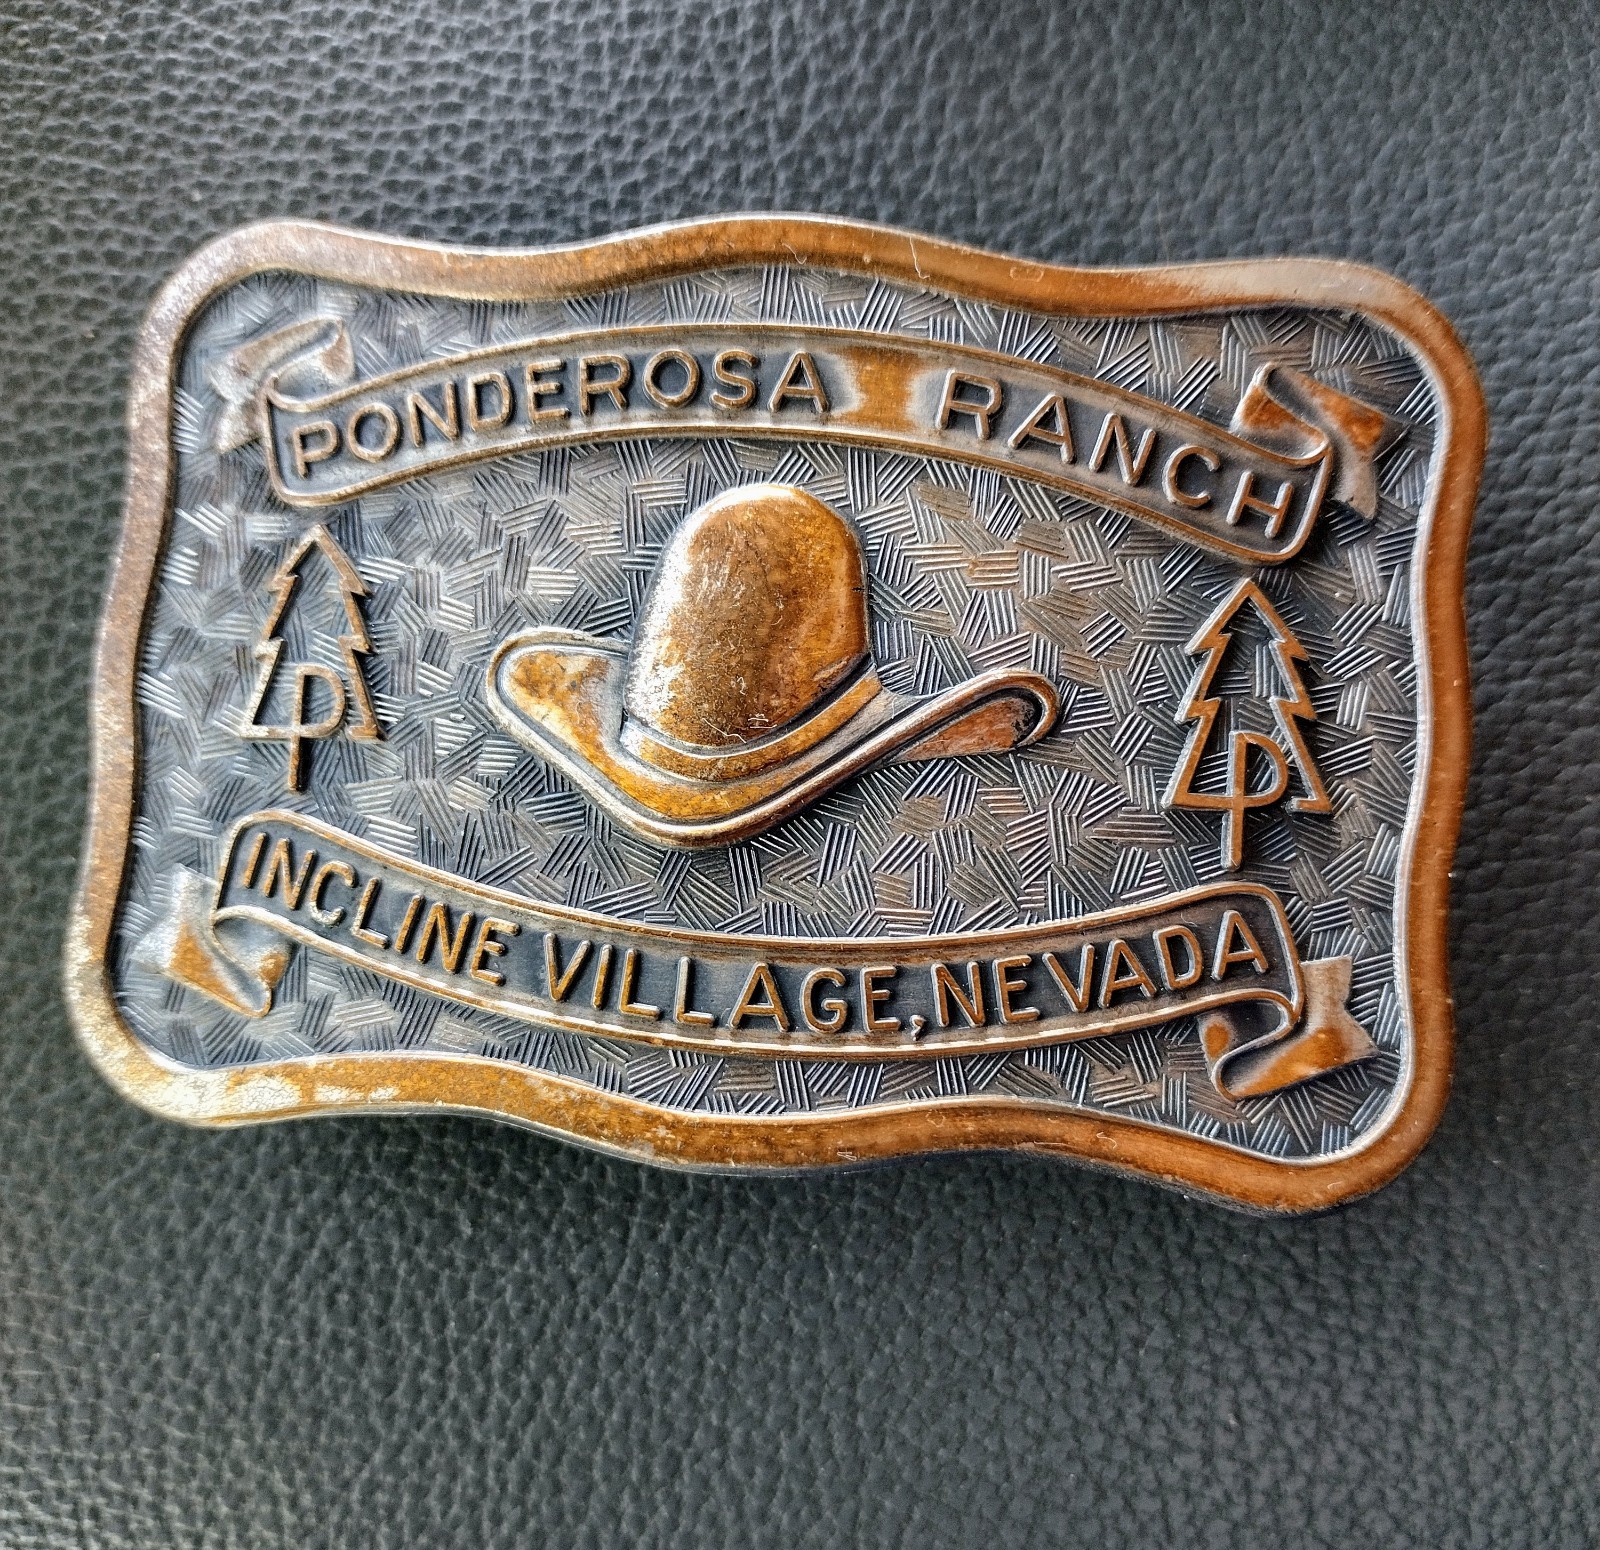 PONDEROSA RANCH
P
P
INCLINE VILLAGE, NEVADA